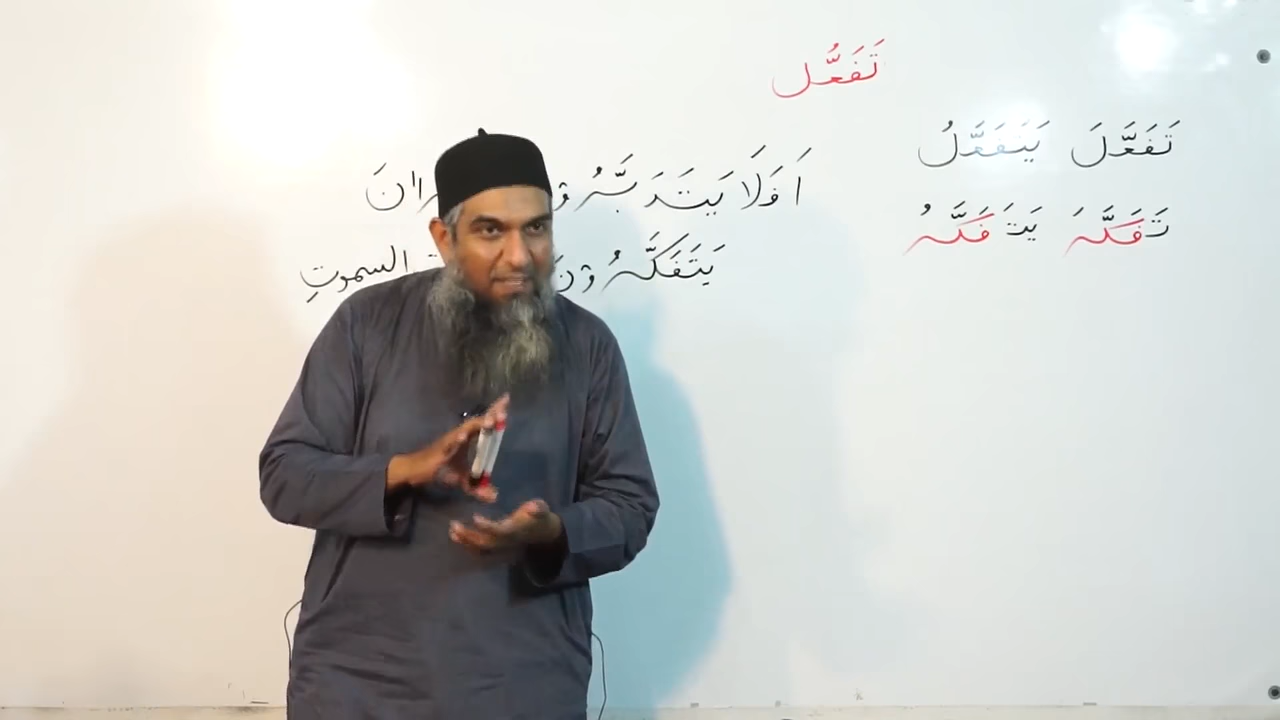 تَفَعُّل
تَفَعَّلَ يَتَفَعَّلُ
تَفَكَّرَ يَتَفَكَّرُ
اَفَلَا يَتَدَبَّرُو
يَتَفَكَّرُونَ السموتِ